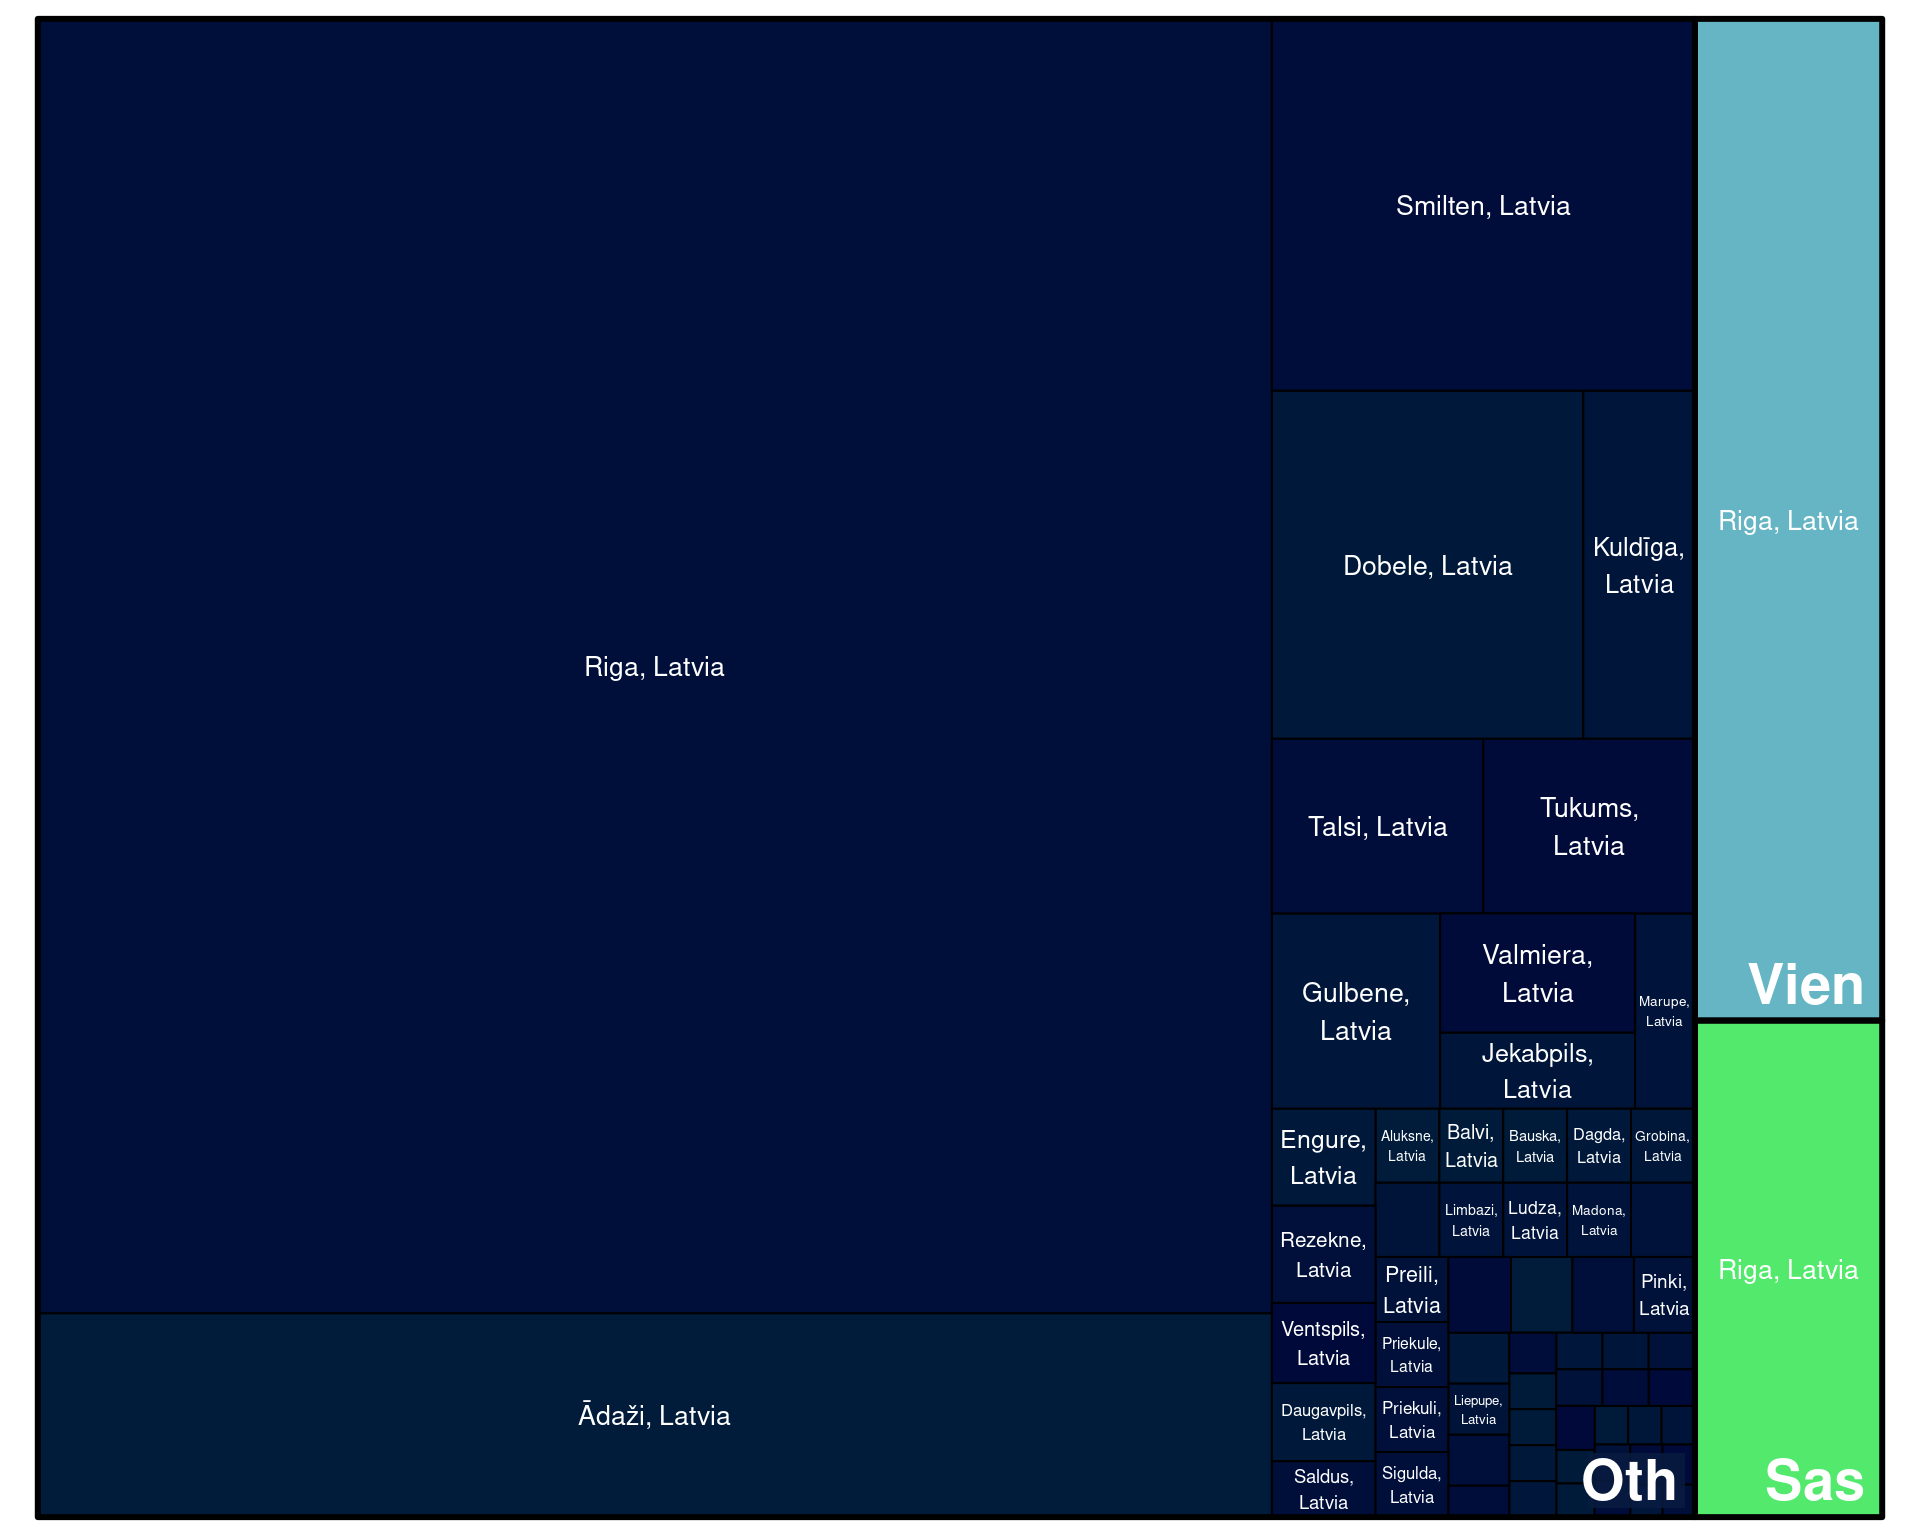 Riga, Latvia
Ādaži, Latvia
Smilten, Latvia
Dobele, Latvia
Kuldīga,
Latvia
Talsi, Latvia
Tukums,
Latvia
Gulbene,
Latvia
Valmiera,
Latvia
Jekabpils,
Latvia
Marupe,
Latvia
Engure,
Latvia
Rezekne,
Latvia
Ventspils,
Latvia
Daugavpils,
Latvia
Saldus,
Latvia
Aluksne,
Latvia
Balvi,
Latvia
Bauska,
Latvia
Dagda,
Latvia
Grobina,
Latvia
Limbazi,
Latvia
Ludza,
Latvia
Madona,
Latvia
Preili,
Latvia
Priekule,
Latvia
Priekuli,
Latvia
Sigulda,
Latvia
Pinki,
Latvia
Liepupe,
Latvia
Oth
Riga, Latvia
Vien
Riga, Latvia
Sas